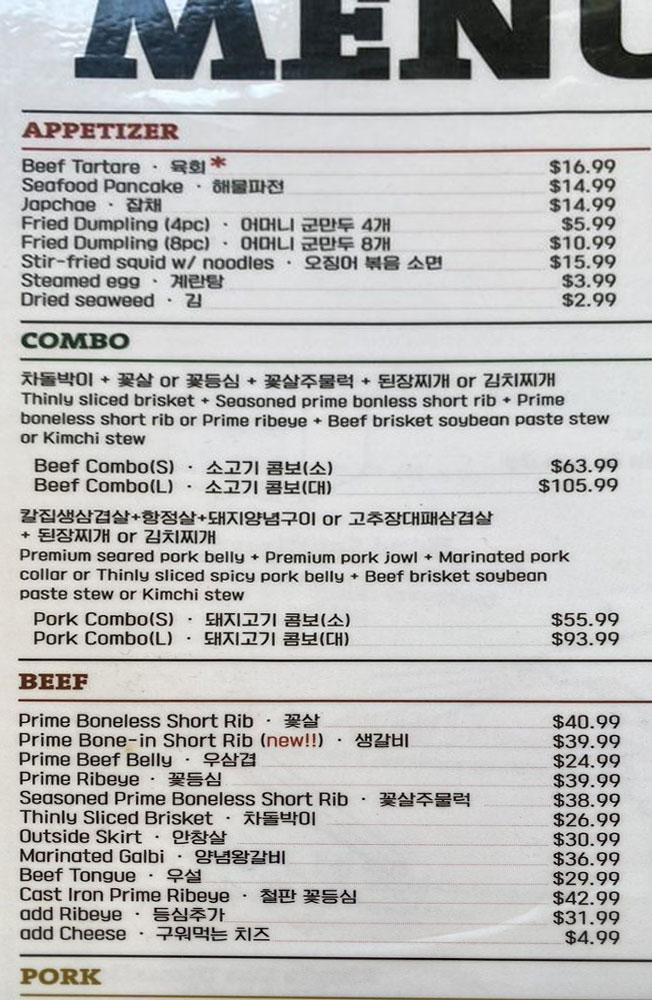 MENU
APPETIZER
Beef Tartare · 육회 * $16.99
Seafood Pancake · 해물파전 $14.99
Japchae · 잡채 $14.99
Fried Dumpling (4pc) · 어머니 군만두 4개 $5.99
Fried Dumpling (8pc) · 어머니 군만두 8개 $10.99
Stir-fried squid w/ noodles · 오징어 볶음 소면 $15.99
Steamed egg · 계란탕 $3.99
Dried seaweed · 김 $2.99
COMBO
차돌박이 + 꽃살 or 꽃등심 + 꽃살주물럭 + 된장찌개 or 김치찌개
Thinly sliced brisket + Seasoned prime bonless short rib + Prime
boneless short rib or Prime ribeye + Beef brisket soybean paste stew
or Kimchi stew
Beef Combo(S) · 소고기 콤보(소) $63.99
Beef Combo(L) · 소고기 콤보(대) $105.99
칼집생삼겹살+항정살+돼지양념구이 or 고추장대패삼겹살
+ 된장찌개 or 김치찌개
Premium seared pork belly + Premium pork jowl + Marinated pork
collar or Thinly sliced spicy pork belly + Beef brisket soybean
paste stew or Kimchi stew
Pork Combo(S) · 돼지고기 콤보(소) $55.99
Pork Combo(L) · 돼지고기 콤보(대) $93.99
BEEF
Prime Boneless Short Rib · 꽃살 $40.99
Prime Bone-in Short Rib (new!!) · 생갈비 $39.99
Prime Beef Belly · 우삼겹 $24.99
Prime Ribeye · 꽃등심 $39.99
Seasoned Prime Boneless Short Rib · 꽃살주물럭 $38.99
Thinly Sliced Brisket · 차돌박이 $26.99
Outside Skirt · 안창살 $30.99
Marinated Galbi · 양념왕갈비 $36.99
Beef Tongue · 우설 $29.99
Cast Iron Prime Ribeye · 철판 꽃등심 $42.99
add Ribeye · 등심추가 $31.99
add Cheese · 구워먹는 치즈 $4.99
PORK